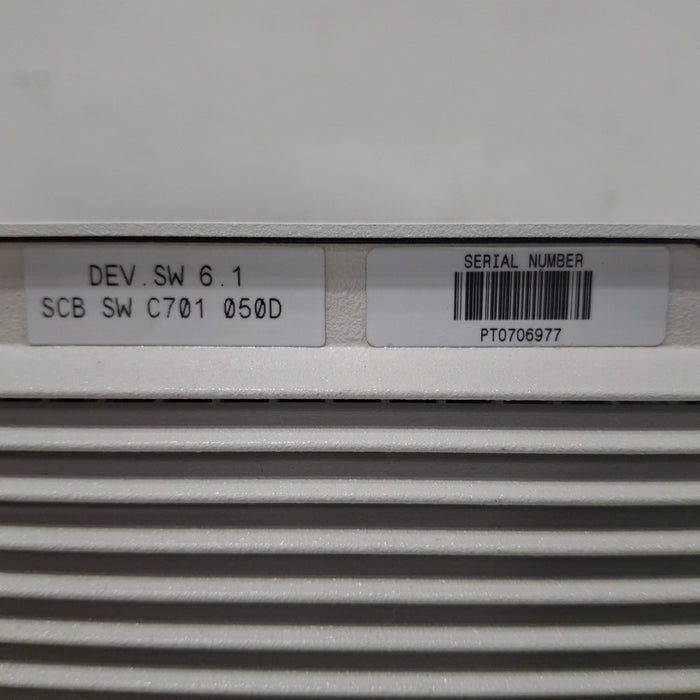 DEV.SW 6.1
SCB SW C701 050D
SERIAL NUMBER
PT0706977